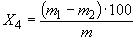 X₄ = (m₁ − m₂) · 100 / m